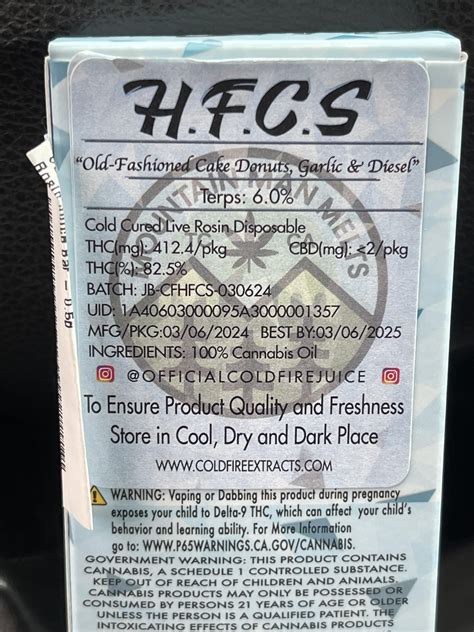 H.F.C.S
"Old-Fashioned Cake Donuts, Garlic & Diesel"
Terps: 6.0%
MOUNTAIN MAN MELTS
Cold Cured Live Rosin Disposable
THC(mg): 412.4/pkg CBD(mg): <2/pkg
THC(%): 82.5%
BATCH: JB-CFHFCS-030624
UID: 1A40603000095A3000001357
MFG/PKG:03/06/2024 BEST BY:03/06/2025
INGREDIENTS: 100% Cannabis Oil
@OFFICIALCOLDFIREJUICE
To Ensure Product Quality and Freshness
Store in Cool, Dry and Dark Place
WWW.COLDFIREEXTRACTS.COM
WARNING: Vaping or Dabbing this product during pregnancy
exposes your child to Delta-9 THC, which can affect your child's
behavior and learning ability. For More Information
go to: WWW.P65WARNINGS.CA.GOV/CANNABIS.
GOVERNMENT WARNING: THIS PRODUCT CONTAINS
CANNABIS, A SCHEDULE 1 CONTROLLED SUBSTANCE.
KEEP OUT OF REACH OF CHILDREN AND ANIMALS.
CANNABIS PRODUCTS MAY ONLY BE POSSESSED OR
CONSUMED BY PERSONS 21 YEARS OF AGE OR OLDER
UNLESS THE PERSON IS A QUALIFIED PATIENT. THE
INTOXICATING EFFECTS OF CANNABIS PRODUCTS